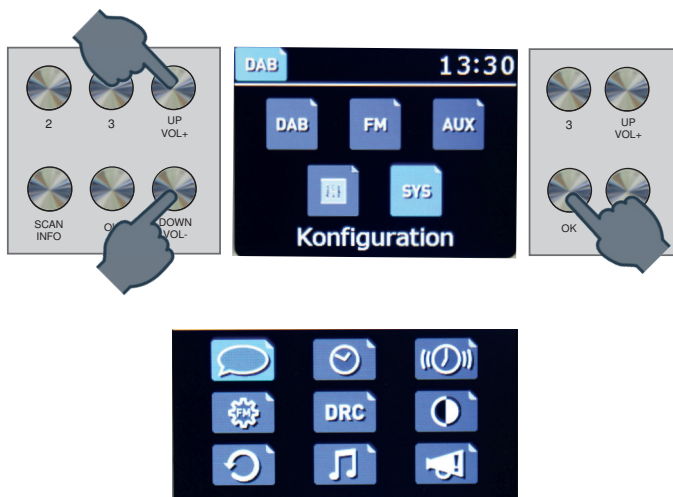 2
3
UP
VOL+
SCAN
INFO
DOWN
VOL-
DAB 13:30
DAB FM AUX
SYS
Konfiguration
3
UP
VOL+
OK
FM DRC